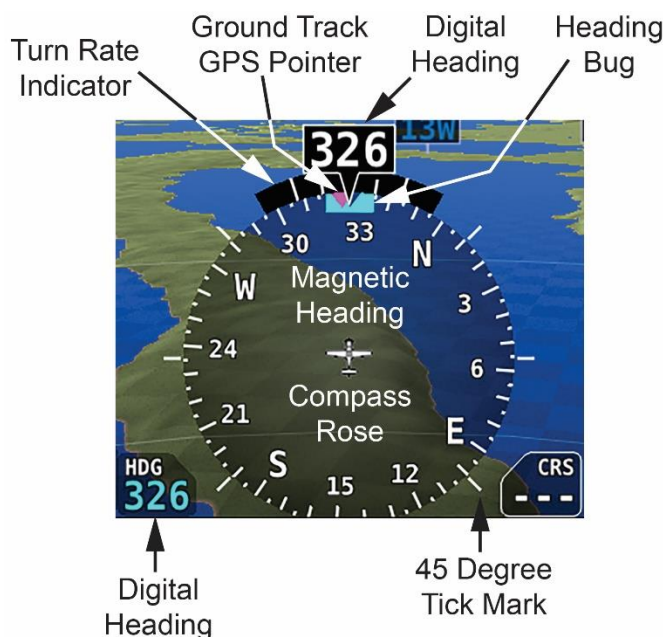 Turn Rate
Indicator
Ground Track
GPS Pointer
Digital
Heading
Heading
Bug
13W
326
30
33
N
W
Magnetic
Heading
3
24
6
Compass
Rose
21
E
S
15
12
HDG
326
CRS
---
Digital
Heading
45 Degree
Tick Mark